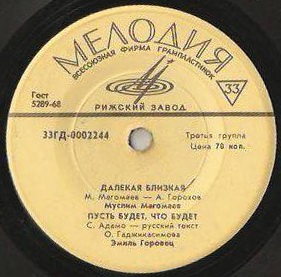 МЕЛОДИЯ
ВСЕСОЮЗНАЯ ФИРМА ГРАМПЛАСТИНОК
Гост
5289-68
33
РИЖСКИЙ ЗАВОД
33ГД-0002244
Третья группа
Цена 70 коп.
ДАЛЕКАЯ БЛИЗКАЯ
М. Магомаев — А. Горохов
Муслим Магомаев
ПУСТЬ БУДЕТ, ЧТО БУДЕТ
С. Адамо — русский текст
О. Гаджикасимова
Эмиль Горовец